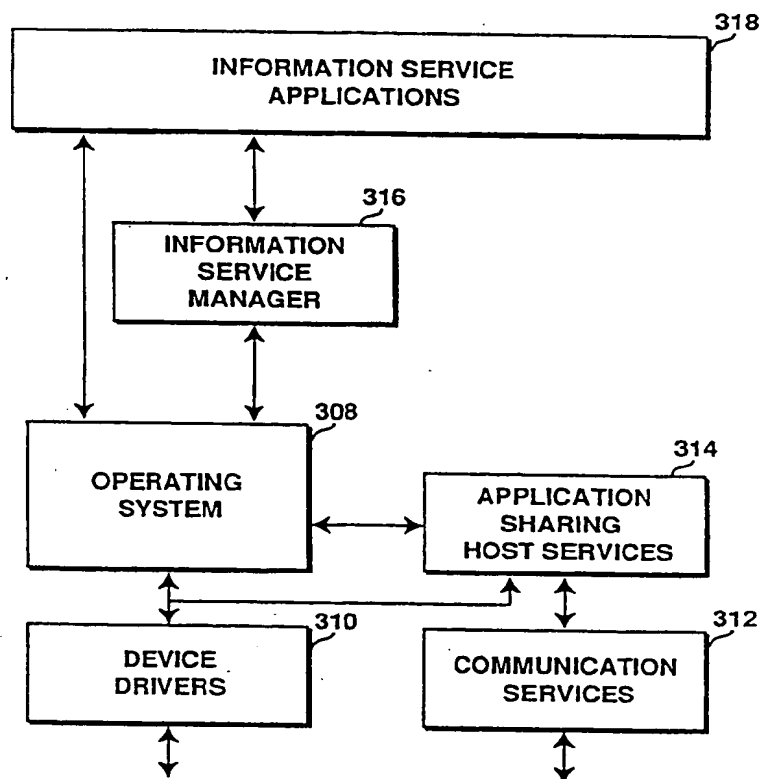 318
INFORMATION SERVICE
APPLICATIONS
316
INFORMATION
SERVICE
MANAGER
308
OPERATING
SYSTEM
314
APPLICATION
SHARING
HOST SERVICES
310
DEVICE
DRIVERS
312
COMMUNICATION
SERVICES